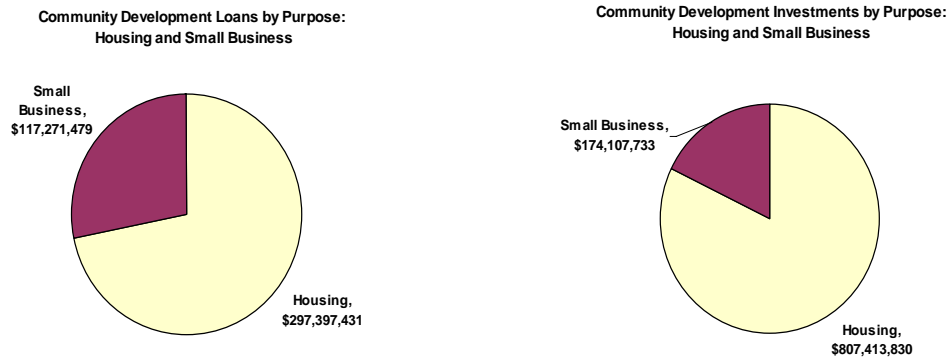 Community Development Loans by Purpose:
Housing and Small Business
Small
Business,
$117,271,479
Housing,
$297,397,431
Community Development Investments by Purpose:
Housing and Small Business
Small Business,
$174,107,733
Housing,
$807,413,830